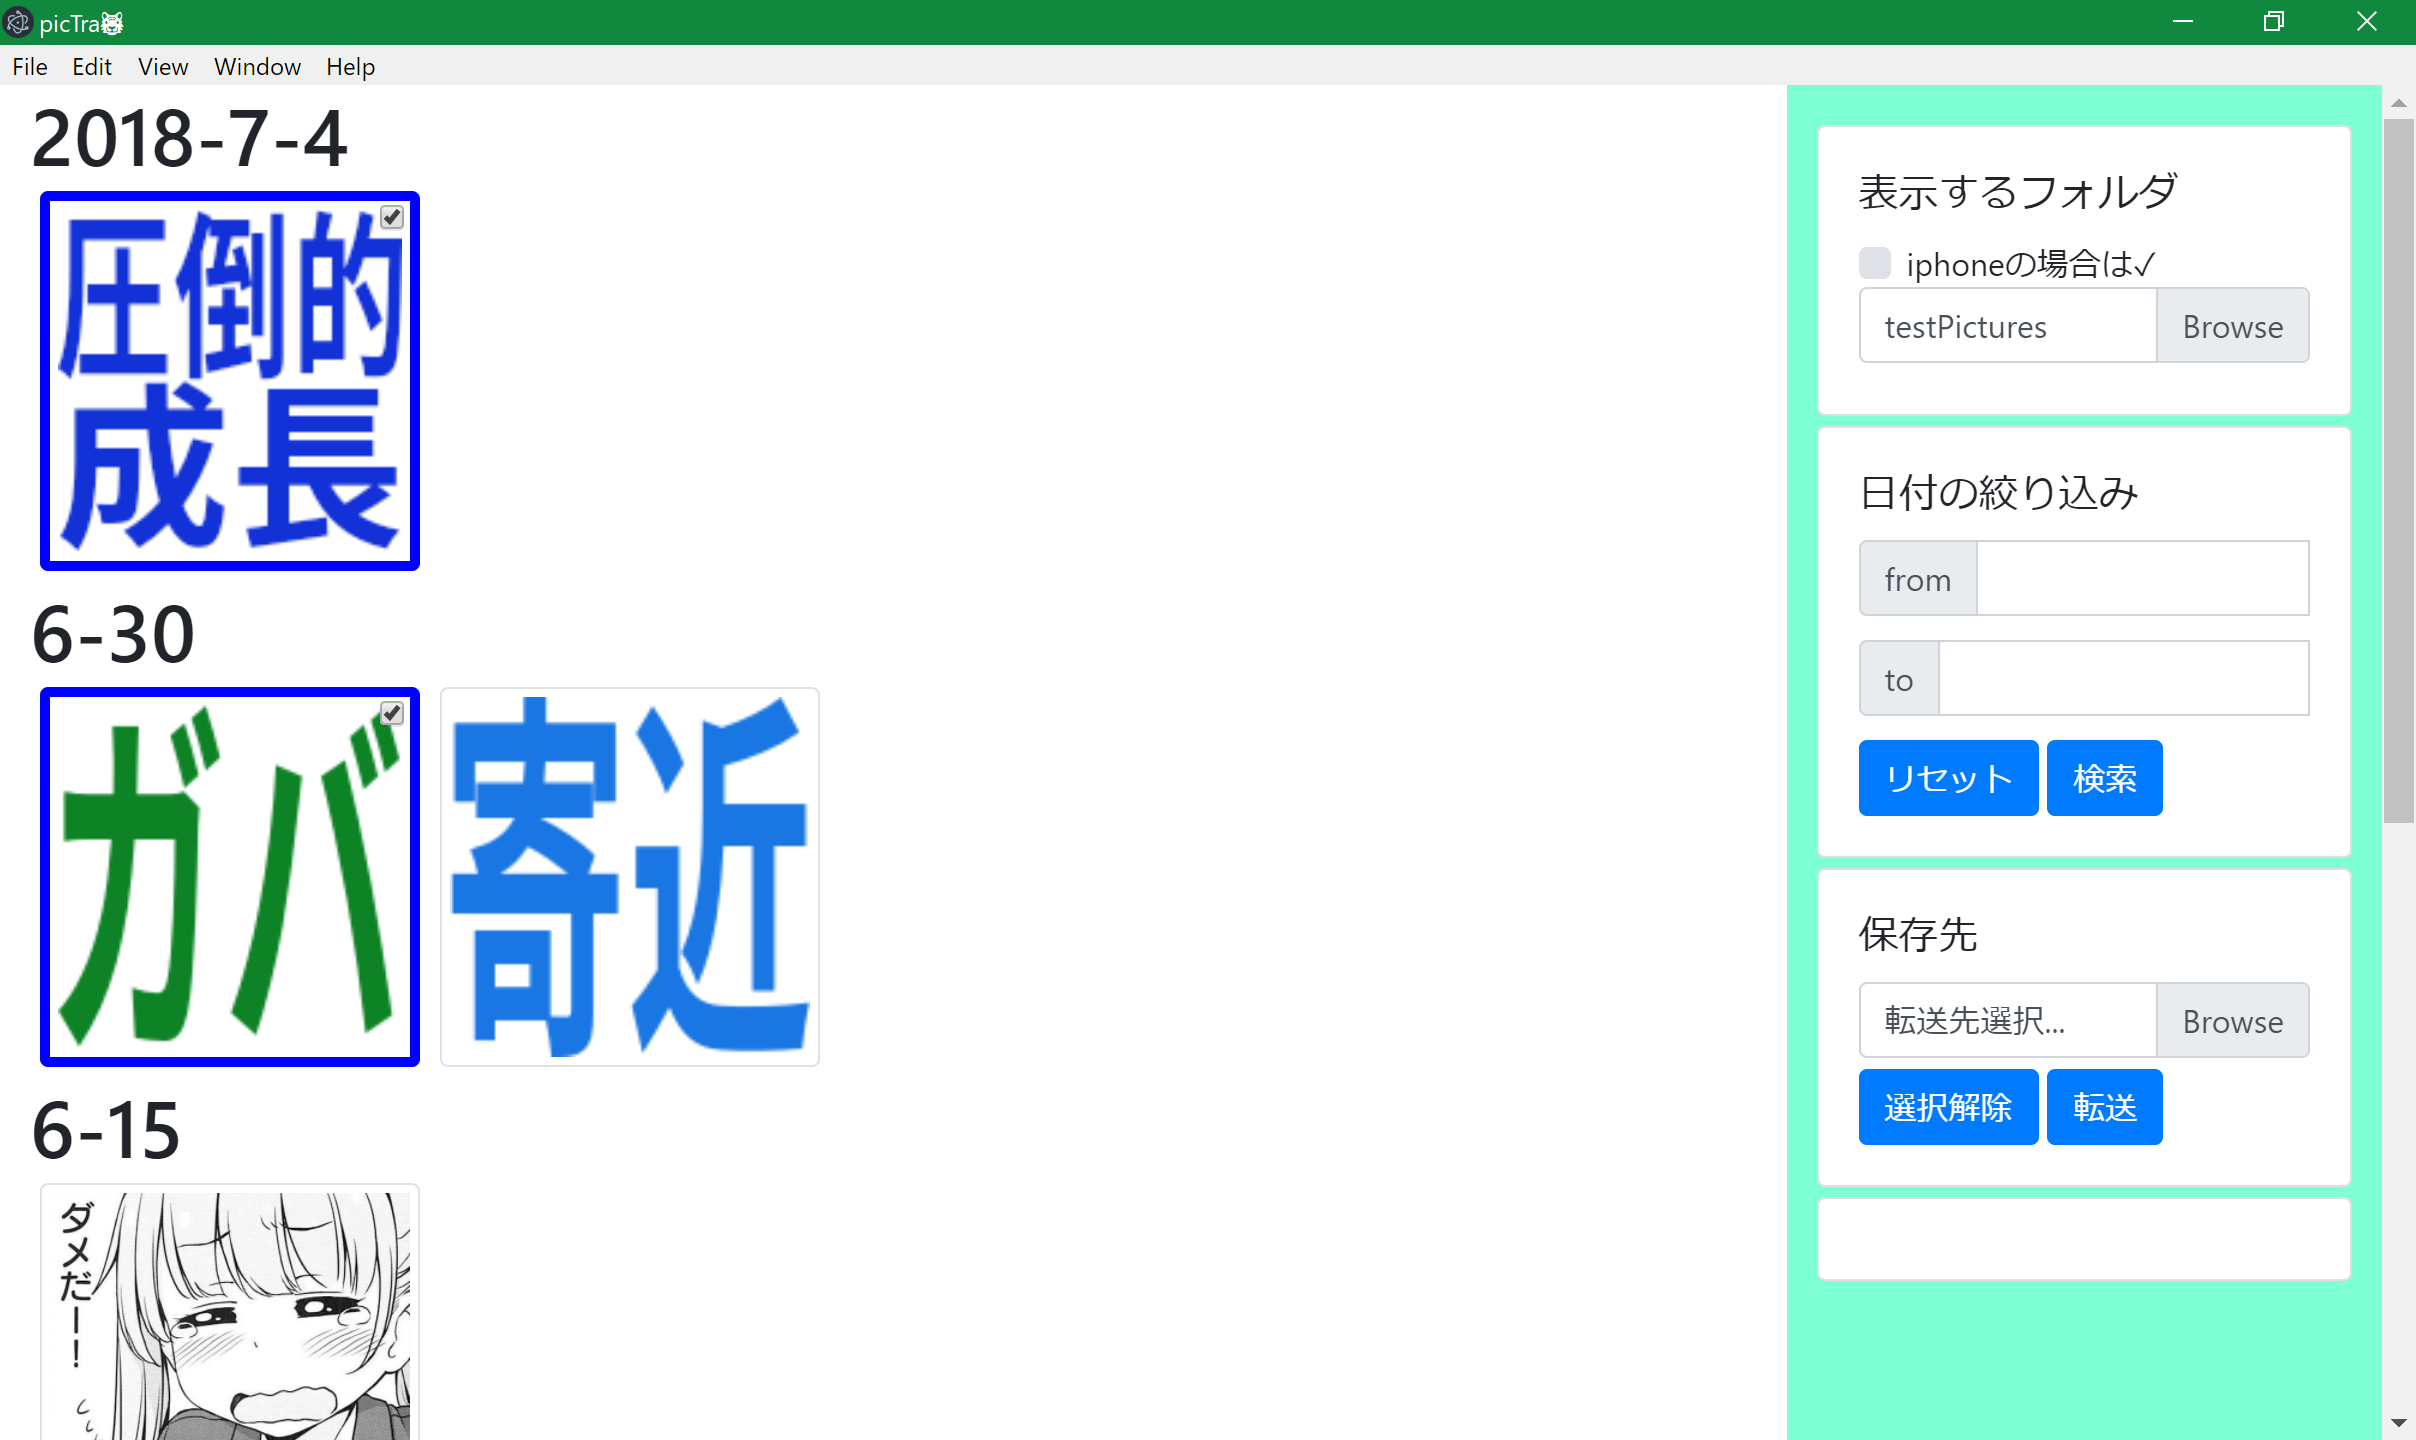 picTra🐯
File Edit View Window Help
2018-7-4
圧倒的
成長
6-30
ガバ
寄近
6-15
ダメだー！
表示するフォルダ
iphoneの場合は✓
testPictures Browse
日付の絞り込み
from
to
リセット 検索
保存先
転送先選択... Browse
選択解除 転送